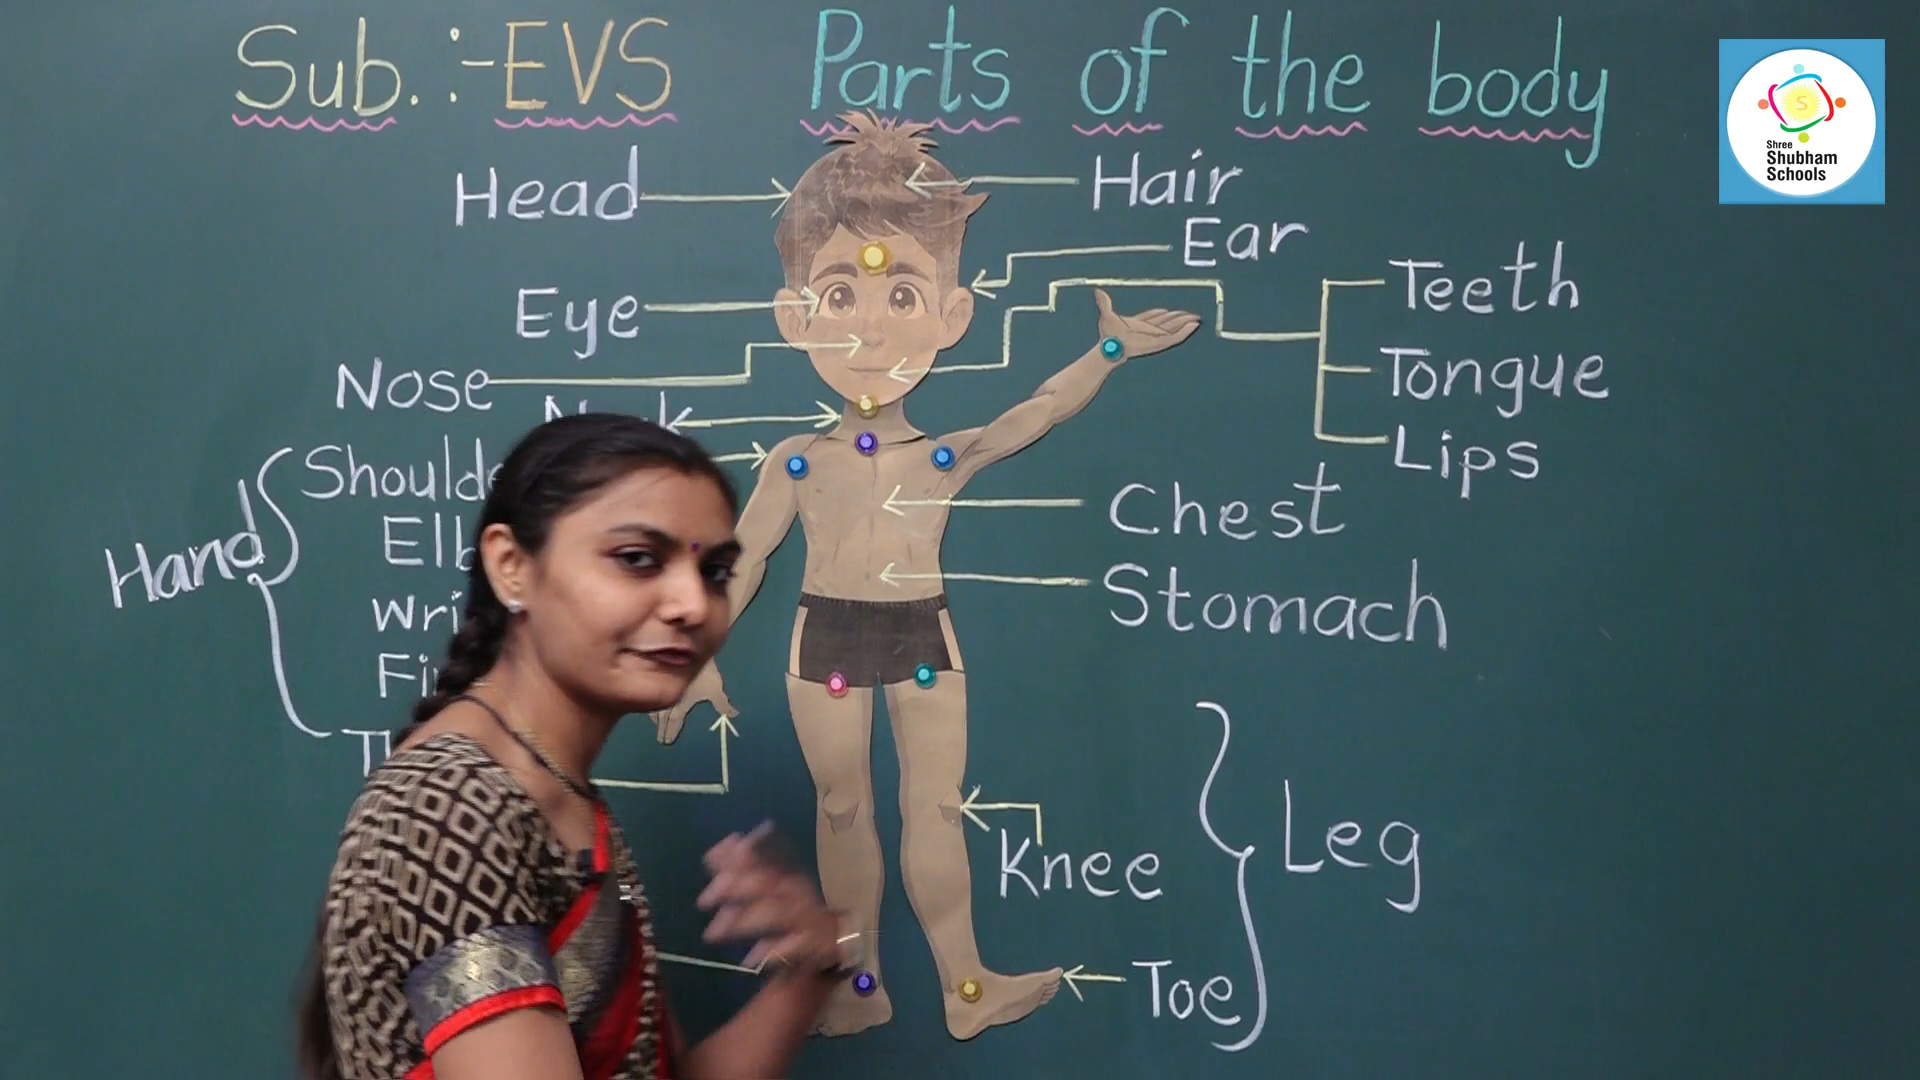 Sub. :- EVS Parts of the body
Shree
Shubham
Schools
Head
Hair
Ear
Eye
Teeth
Nose
Tongue
Lips
Hand
Chest
Stomach
Knee
Leg
Toe